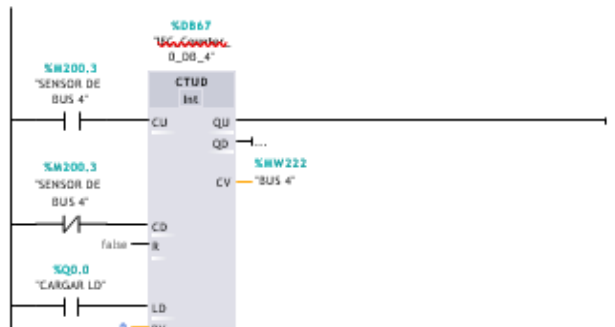 %DB67
"IEC_Counter_
0_DB_4"
CTUD
Int
%M200.3
"SENSOR DE
BUS 4"
CU
QU
QD
...
%MW222
CV
"BUS 4"
%M200.3
"SENSOR DE
BUS 4"
CD
false
R
%Q0.0
"CARGAR LD"
LD